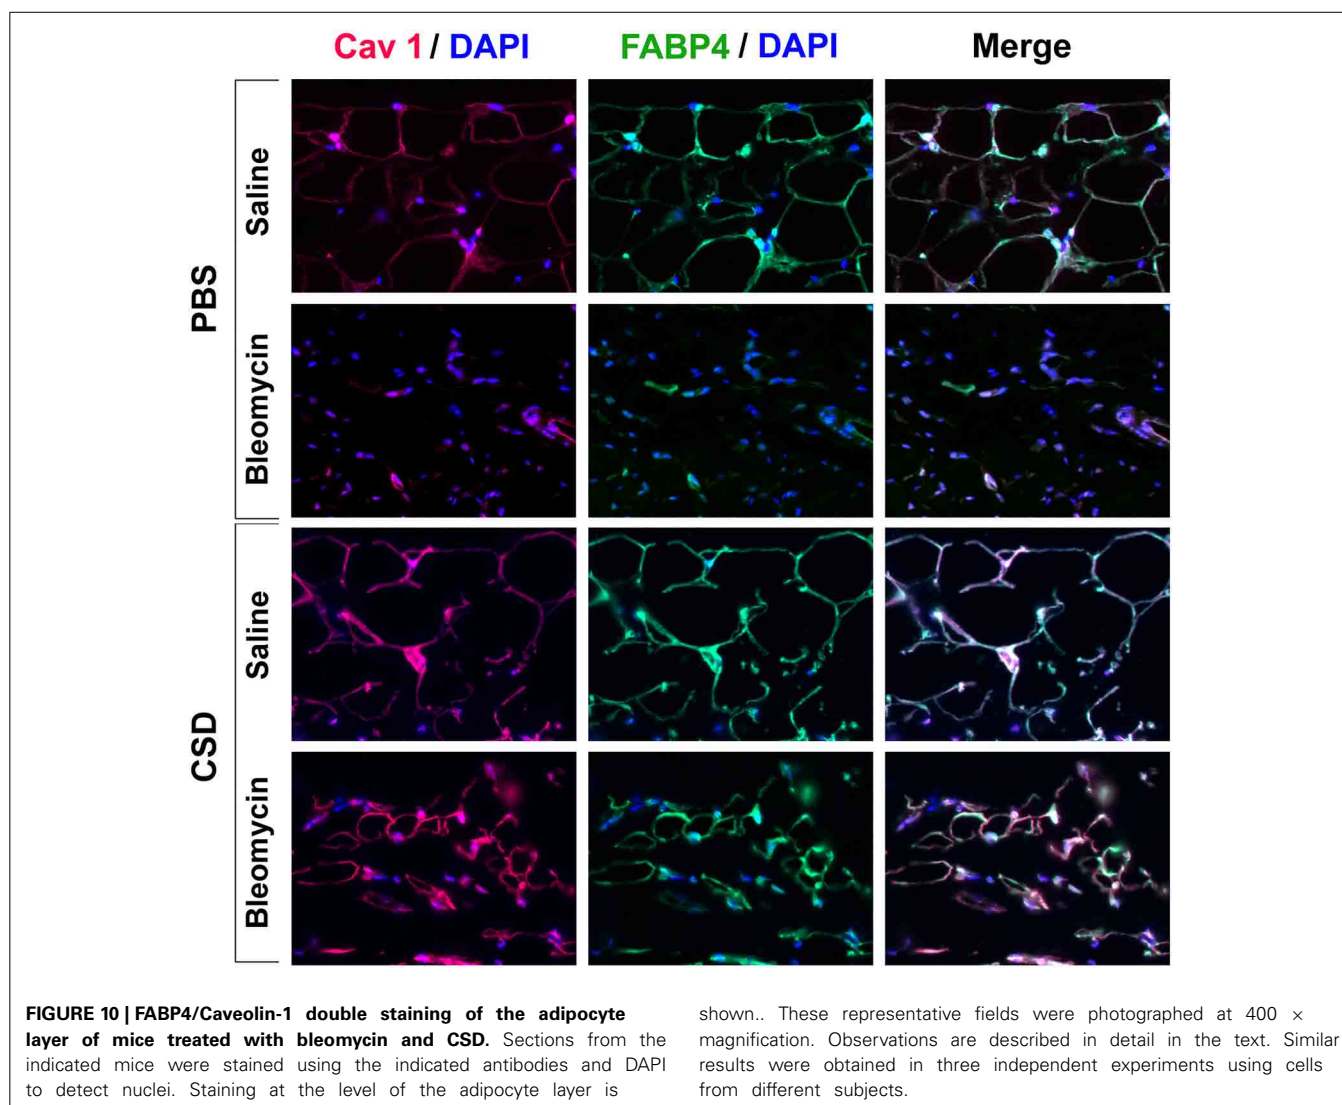 Cav 1 / DAPI
FABP4 / DAPI
Merge
PBS
Saline
Bleomycin
CSD
Saline
Bleomycin
FIGURE 10 | FABP4/Caveolin-1 double staining of the adipocyte
layer of mice treated with bleomycin and CSD. Sections from the
indicated mice were stained using the indicated antibodies and DAPI
to detect nuclei. Staining at the level of the adipocyte layer is
shown.. These representative fields were photographed at 400 ×
magnification. Observations are described in detail in the text. Similar
results were obtained in three independent experiments using cells
from different subjects.